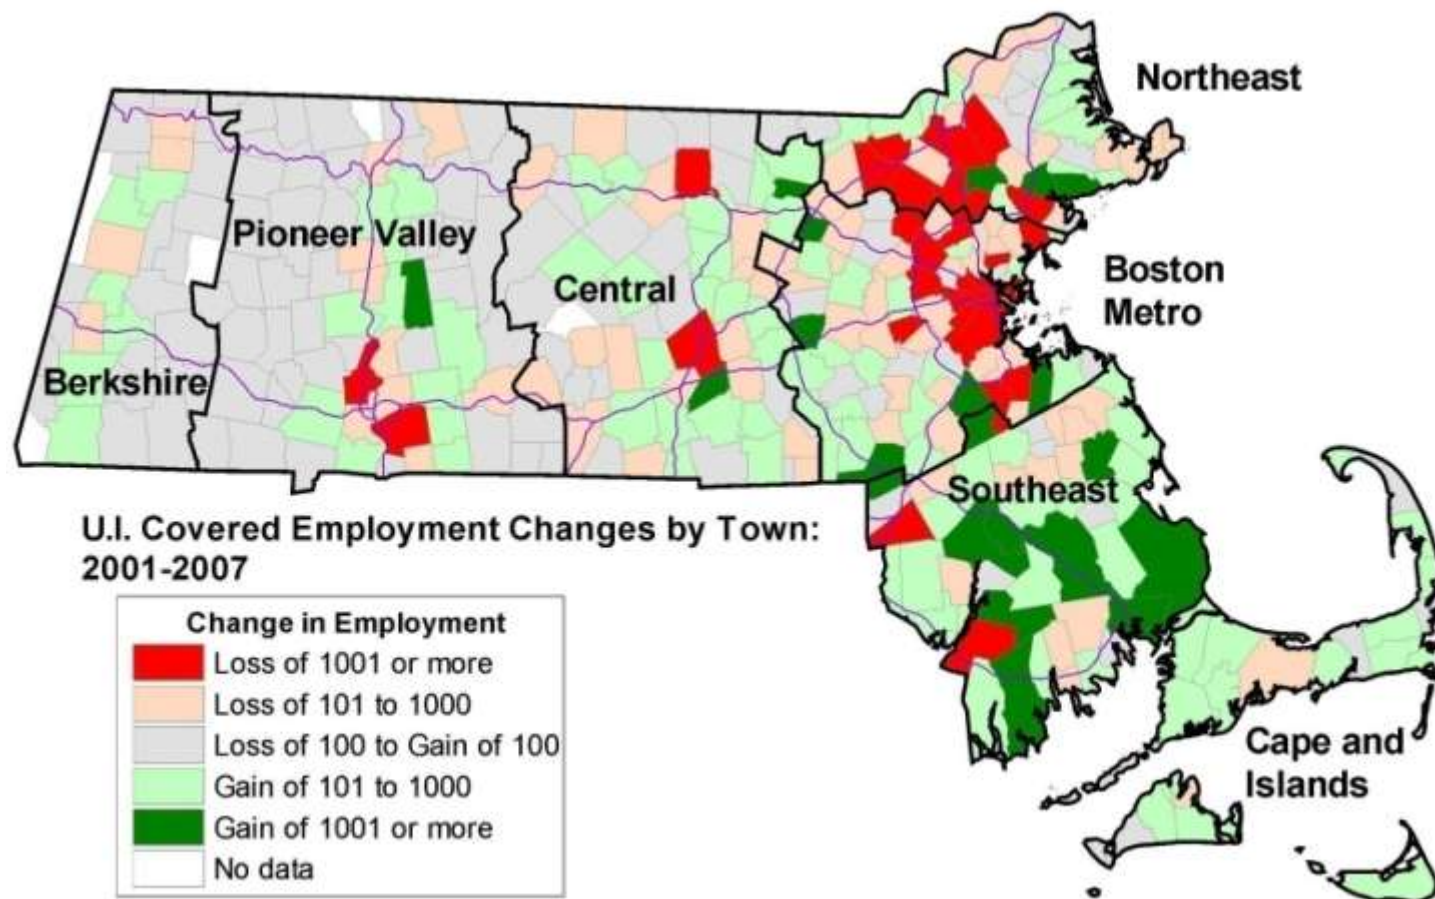 Northeast
Pioneer Valley
Central
Boston
Metro
Berkshire
Southeast
U.I. Covered Employment Changes by Town:
2001-2007
Change in Employment
Loss of 1001 or more
Loss of 101 to 1000
Loss of 100 to Gain of 100
Gain of 101 to 1000
Gain of 1001 or more
No data
Cape and
Islands